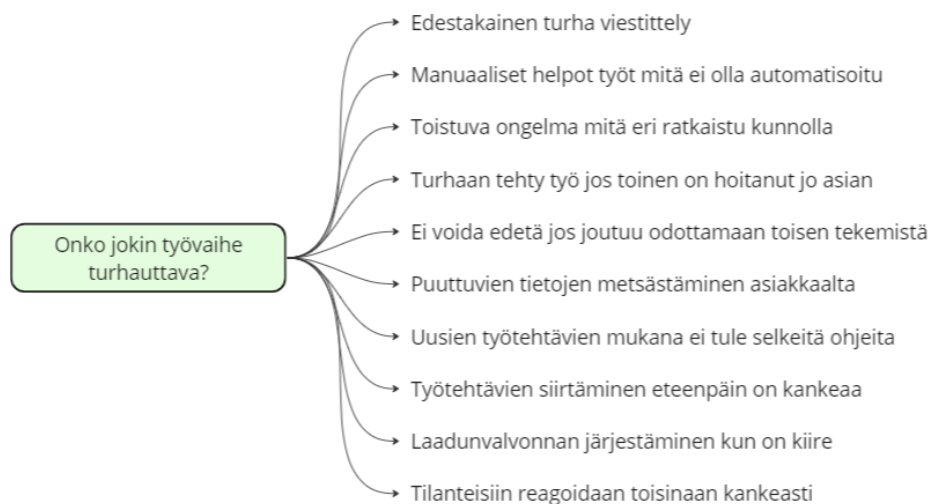 Onko jokin työvaihe
turhauttava?
Edestakainen turha viestittely
Manuaaliset helpot työt mitä ei olla automatisoitu
Toistuva ongelma mitä eri ratkaistu kunnolla
Turhaan tehty työ jos toinen on hoitanut jo asian
Ei voida edetä jos joutuu odottamaan toisen tekemistä
Puuttuvien tietojen metsästäminen asiakkaalta
Uusien työtehtävien mukana ei tule selkeitä ohjeita
Työtehtävien siirtäminen eteenpäin on kankeaa
Laadunvalvonnan järjestäminen kun on kiire
Tilanteisiin reagoidaan toisinaan kankeasti